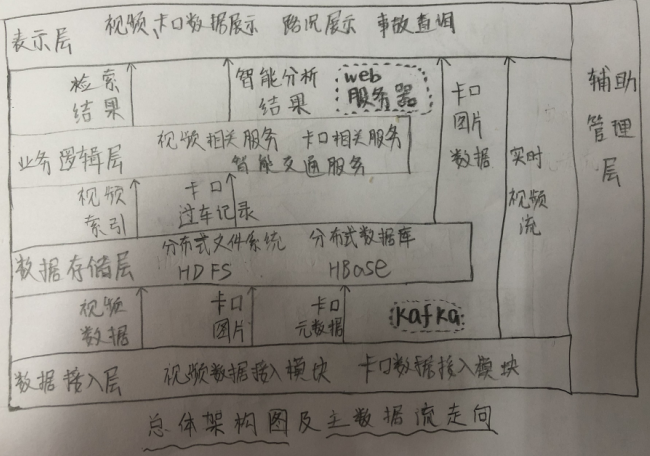 表示层 视频、卡口数据展示 路况展示 事故查询
检索结果
智能分析结果
web服务器
卡口图片数据
实时视频流
辅助管理层
业务逻辑层 视频相关服务 卡口相关服务
智能交通服务
视频索引
卡口过车记录
数据存储层 分布式文件系统 HDFS 分布式数据库 HBase
视频数据
卡口图片
卡口元数据
Kafka
数据接入层 视频数据接入模块 卡口数据接入模块
总体架构图及主数据流走向